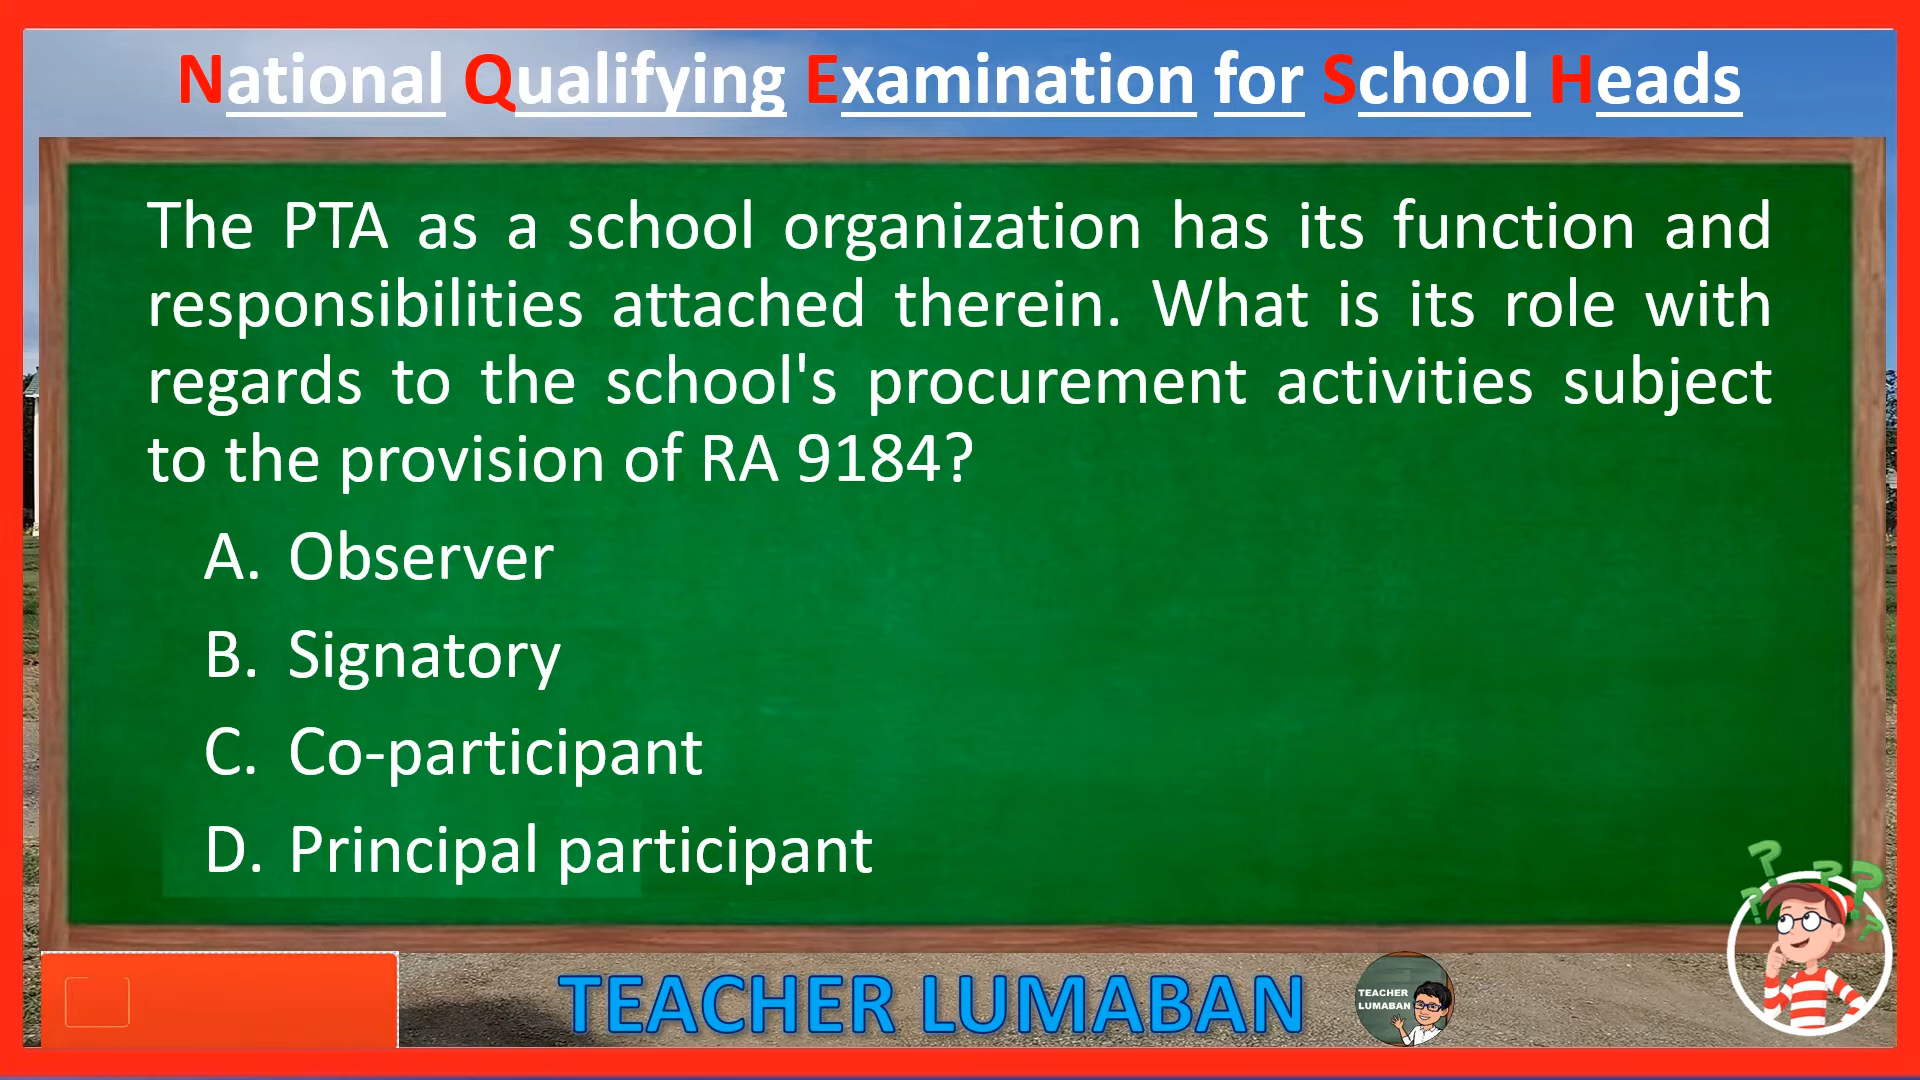 National Qualifying Examination for School Heads
The PTA as a school organization has its function and
responsibilities attached therein. What is its role with
regards to the school's procurement activities subject
to the provision of RA 9184?
A. Observer
B. Signatory
C. Co-participant
D. Principal participant
TEACHER LUMABAN
TEACHER
LUMABAN